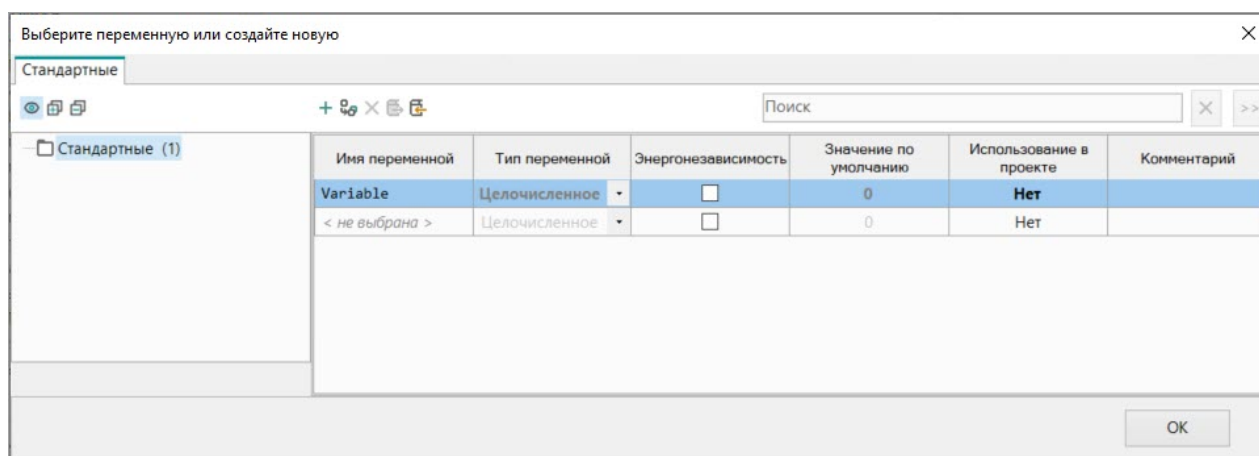 Выберите переменную или создайте новую
Стандартные
Поиск
>>
Стандартные (1)
Имя переменной
Тип переменной
Энергонезависимость
Значение по
умолчанию
Использование в
проекте
Комментарий
Variable
Целочисленное
0
Нет
< не выбрана >
Целочисленное
0
Нет
OK